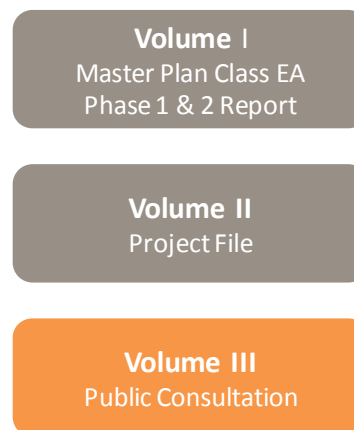 Volume I
Master Plan Class EA
Phase 1 & 2 Report
Volume II
Project File
Volume III
Public Consultation